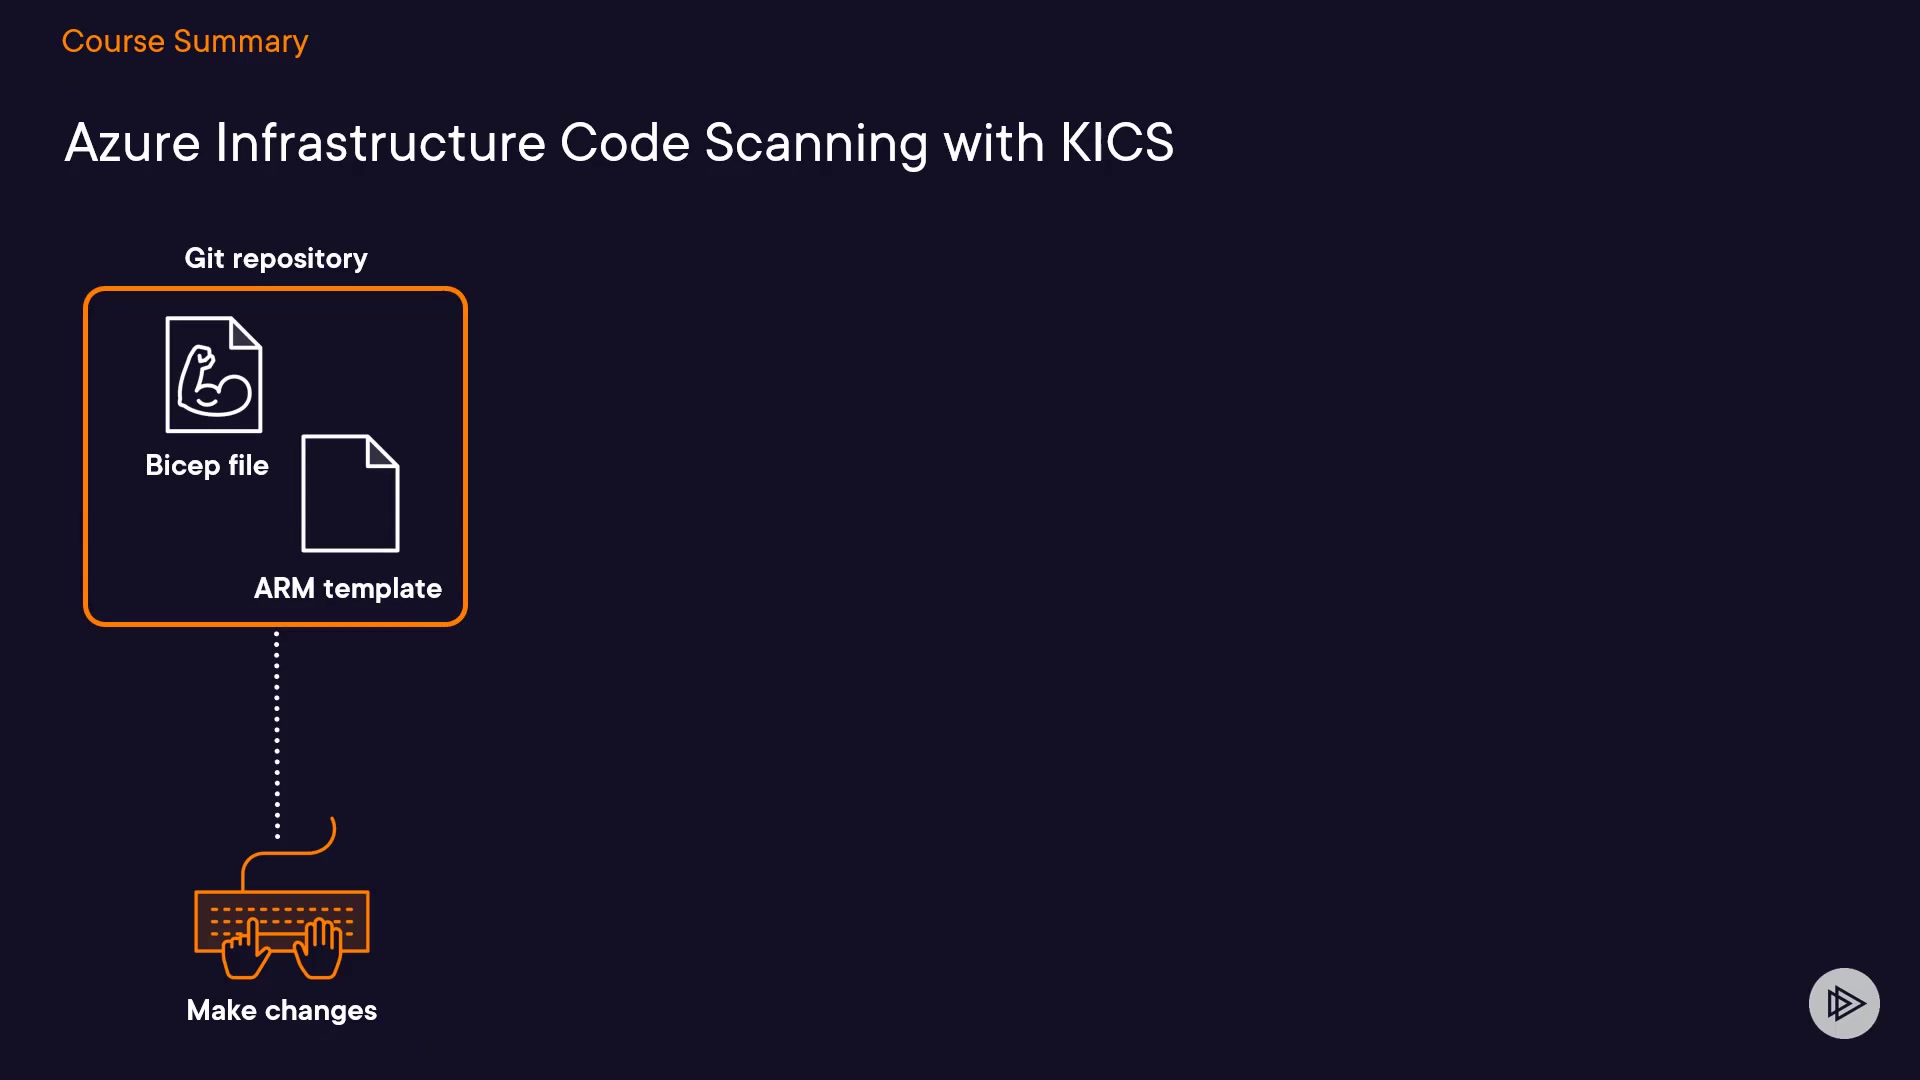 Course Summary
Azure Infrastructure Code Scanning with KICS
Git repository
Bicep file
ARM template
Make changes